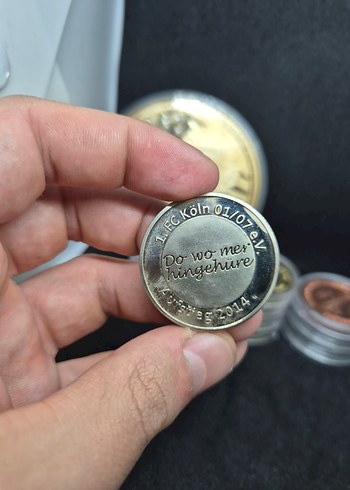 1. FC Köln 01/07 e.V.
Do wo mer
hingehüre
Aufstieg 2014